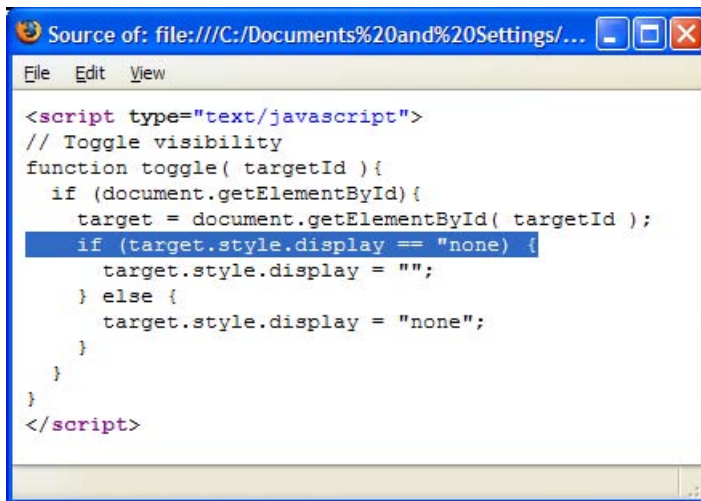 Source of: file:///C:/Documents%20and%20Settings/...
File Edit View
<script type="text/javascript">
// Toggle visibility
function toggle( targetId ){
  if (document.getElementById){
    target = document.getElementById( targetId );
    if (target.style.display == "none) {
      target.style.display = "";
    } else {
      target.style.display = "none";
    }
  }
}
</script>